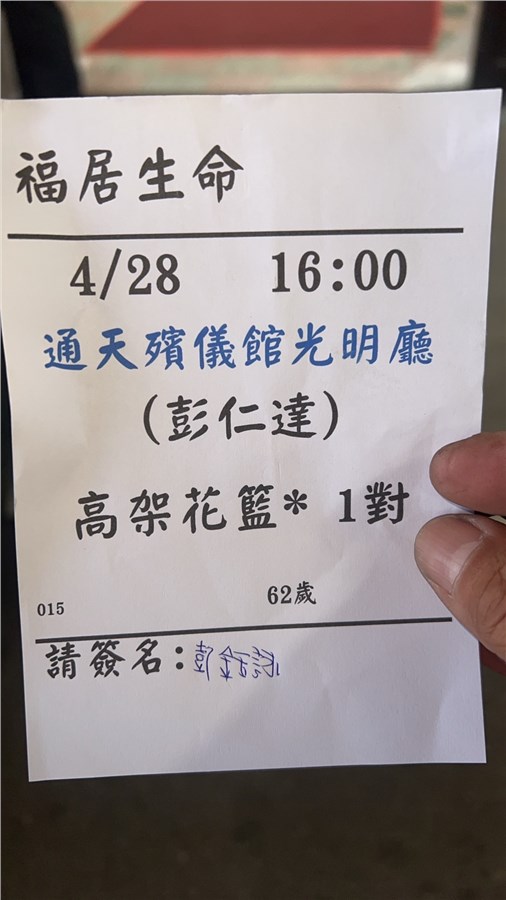 福居生命
4/28 16:00
通天殯儀館光明廳
(彭仁達)
高架花籃* 1對
62歲
015
請簽名:彭